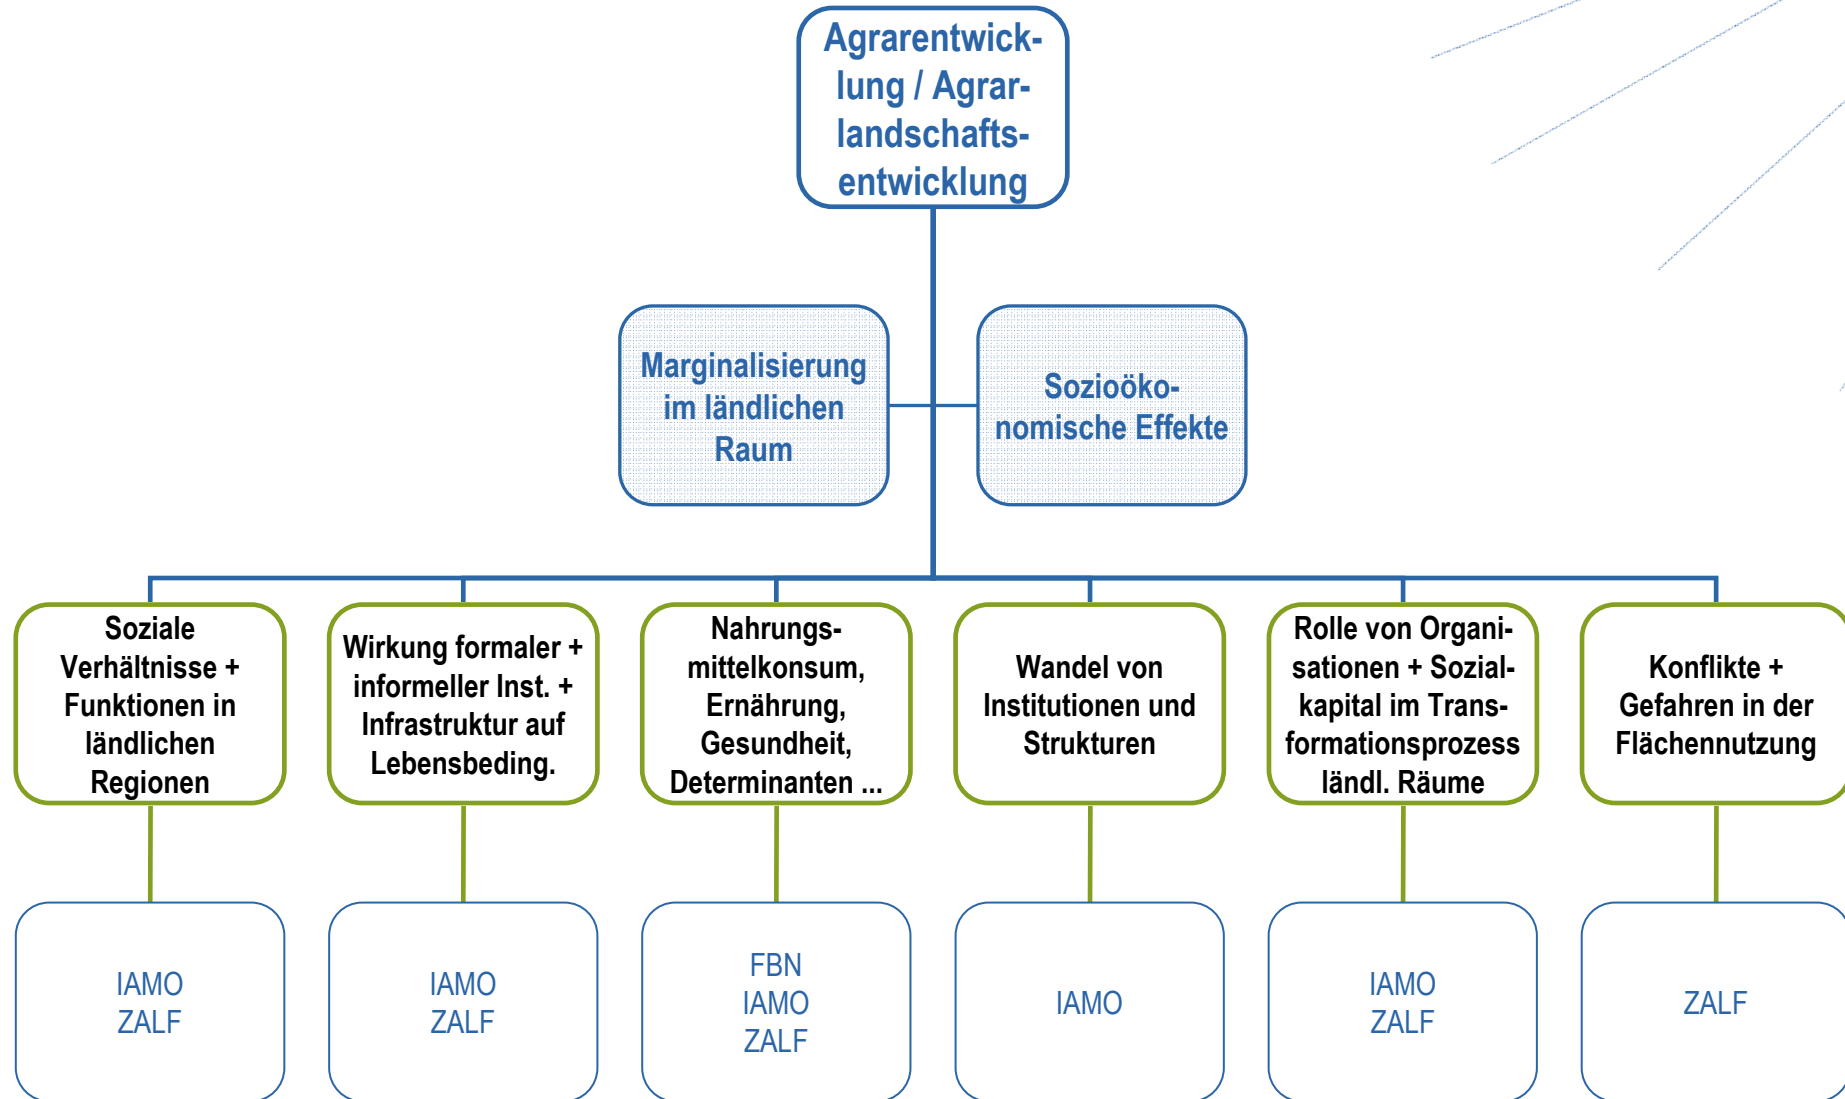 Agrarentwick-
lung / Agrar-
landschafts-
entwicklung
Marginalisierung
im ländlichen
Raum
Sozioöko-
nomische Effekte
Soziale
Verhältnisse +
Funktionen in
ländlichen
Regionen
Wirkung formaler +
informeller Inst. +
Infrastruktur auf
Lebensbeding.
Nahrungs-
mittelkonsum,
Ernährung,
Gesundheit,
Determinanten ...
Wandel von
Institutionen und
Strukturen
Rolle von Organi-
sationen + Sozial-
kapital im Trans-
formationsprozess
ländl. Räume
Konflikte +
Gefahren in der
Flächennutzung
IAMO
ZALF
IAMO
ZALF
FBN
IAMO
ZALF
IAMO
IAMO
ZALF
ZALF